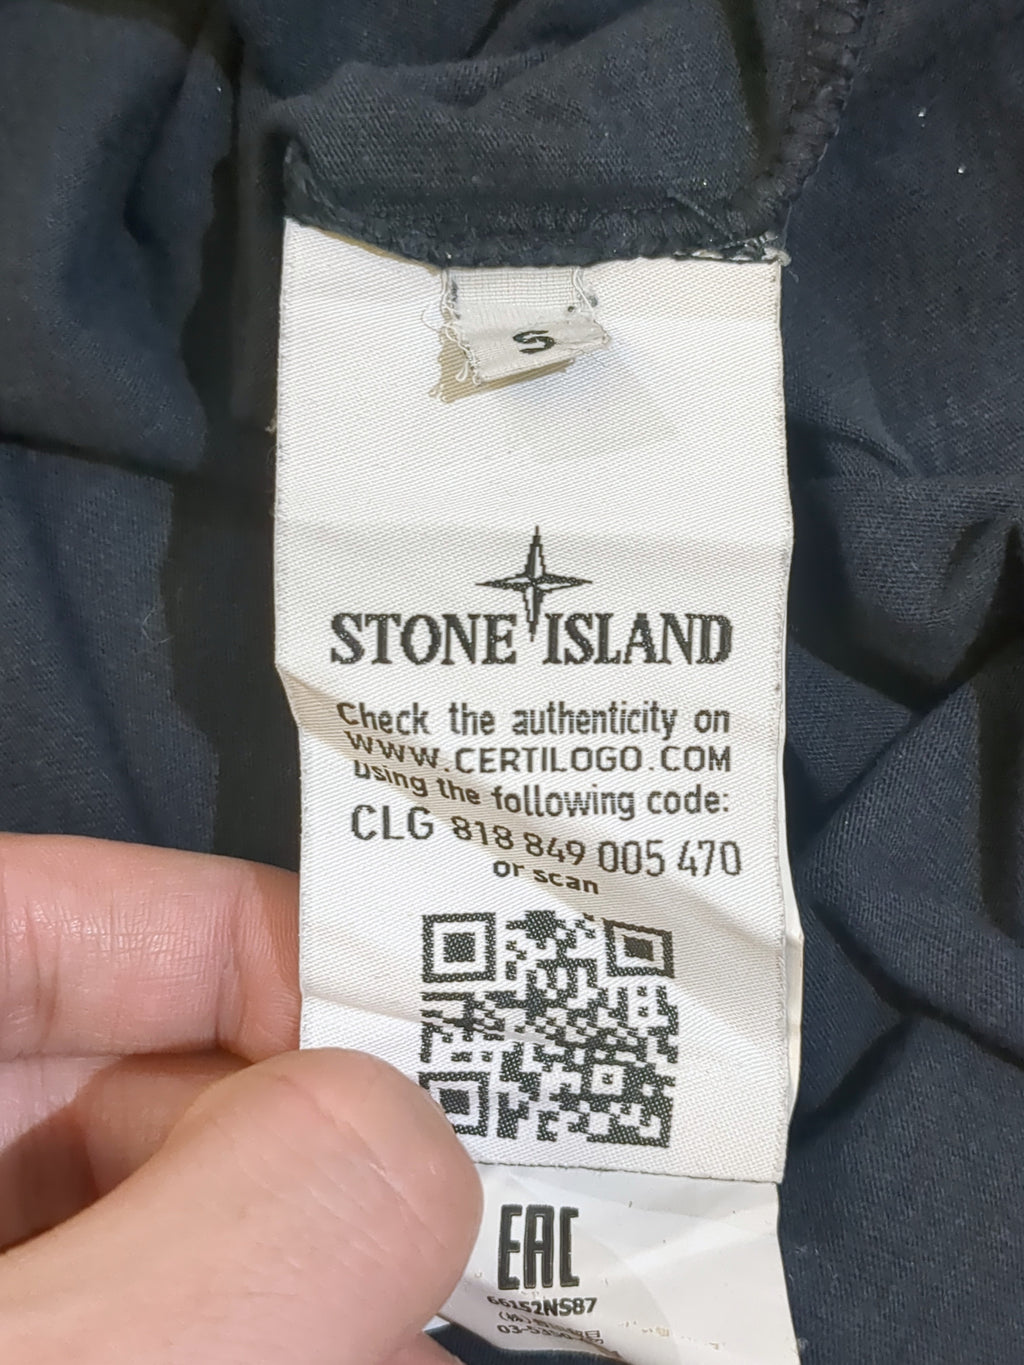 S
STONE ISLAND
Check the authenticity on
WWW.CERTILOGO.COM
using the following code:
CLG 818 849 005 470
or scan
EAC
66152NS87
(株)